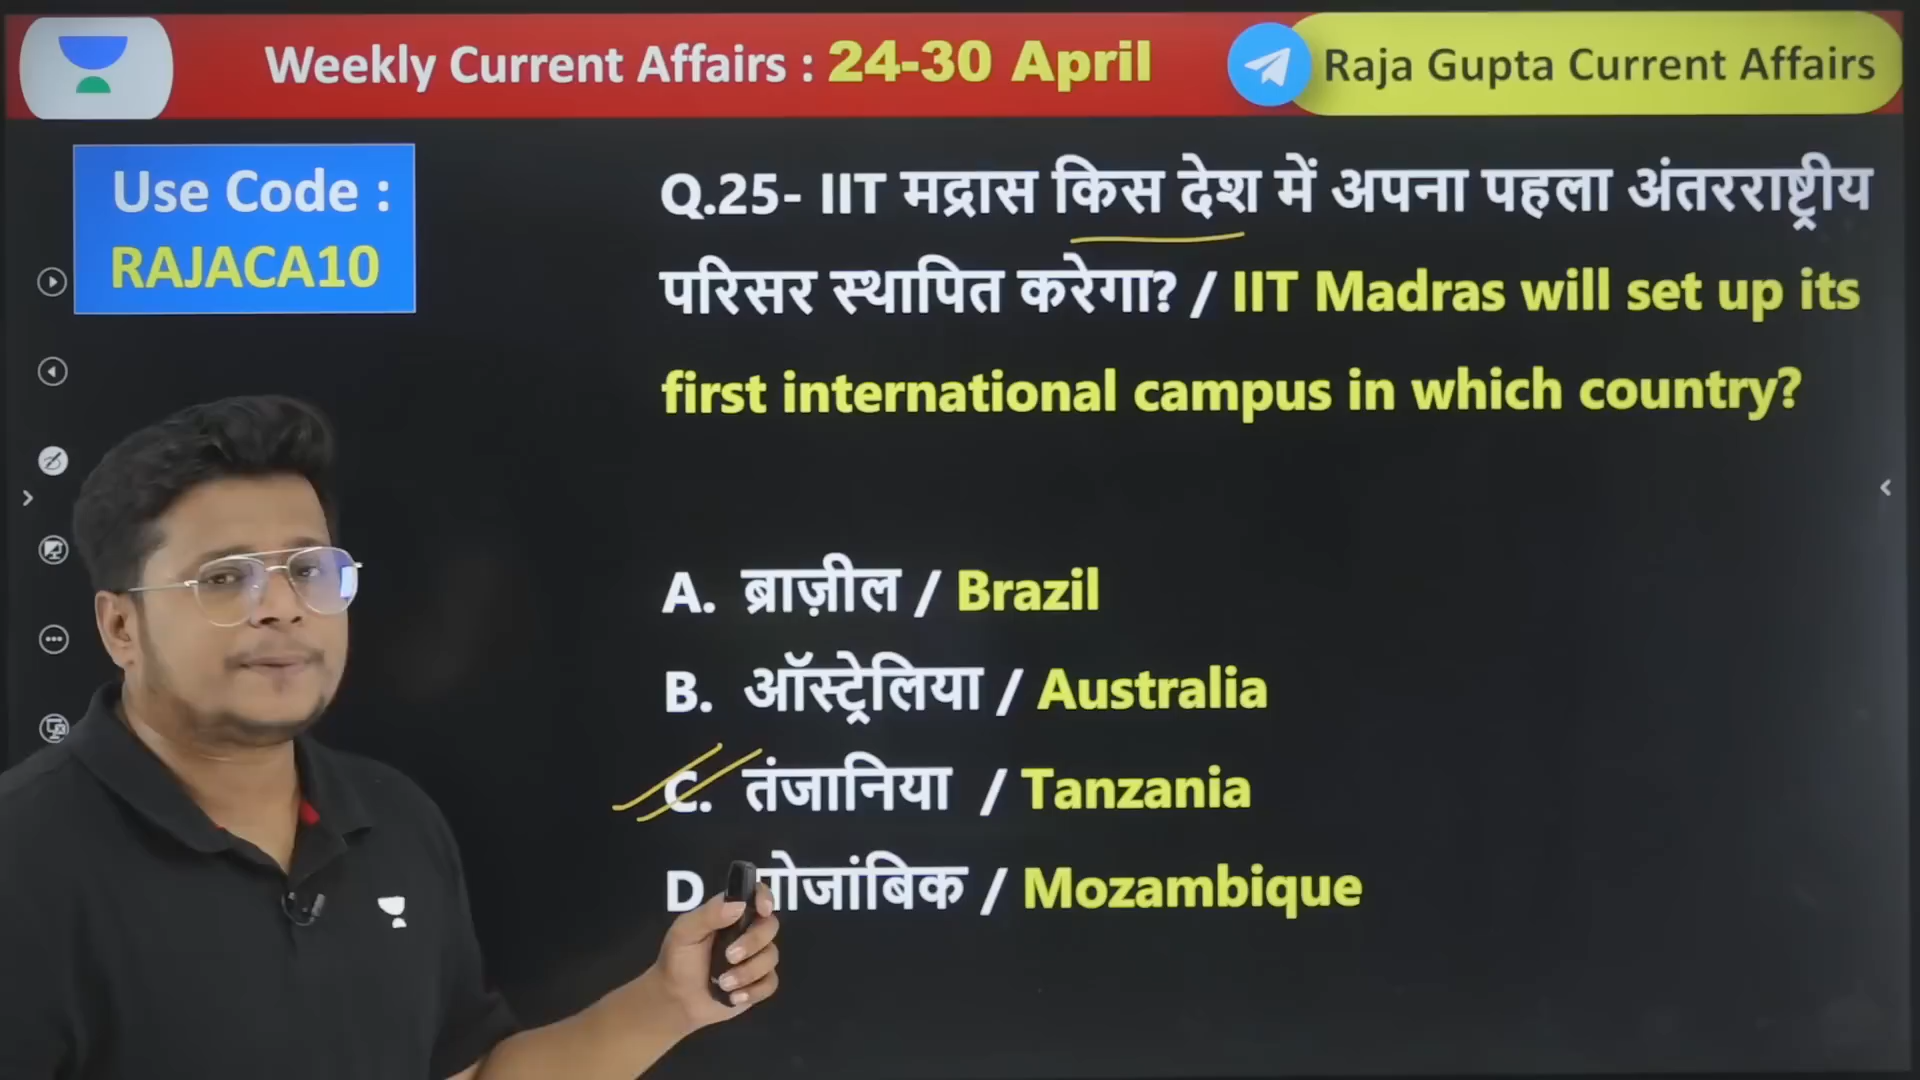 Weekly Current Affairs : 24-30 April
Raja Gupta Current Affairs
Use Code :
RAJACA10
Q.25- IIT मद्रास किस देश में अपना पहला अंतरराष्ट्रीय
परिसर स्थापित करेगा? / IIT Madras will set up its
first international campus in which country?
A. ब्राज़ील / Brazil
B. ऑस्ट्रेलिया / Australia
C. तंजानिया / Tanzania
D / Mozambique